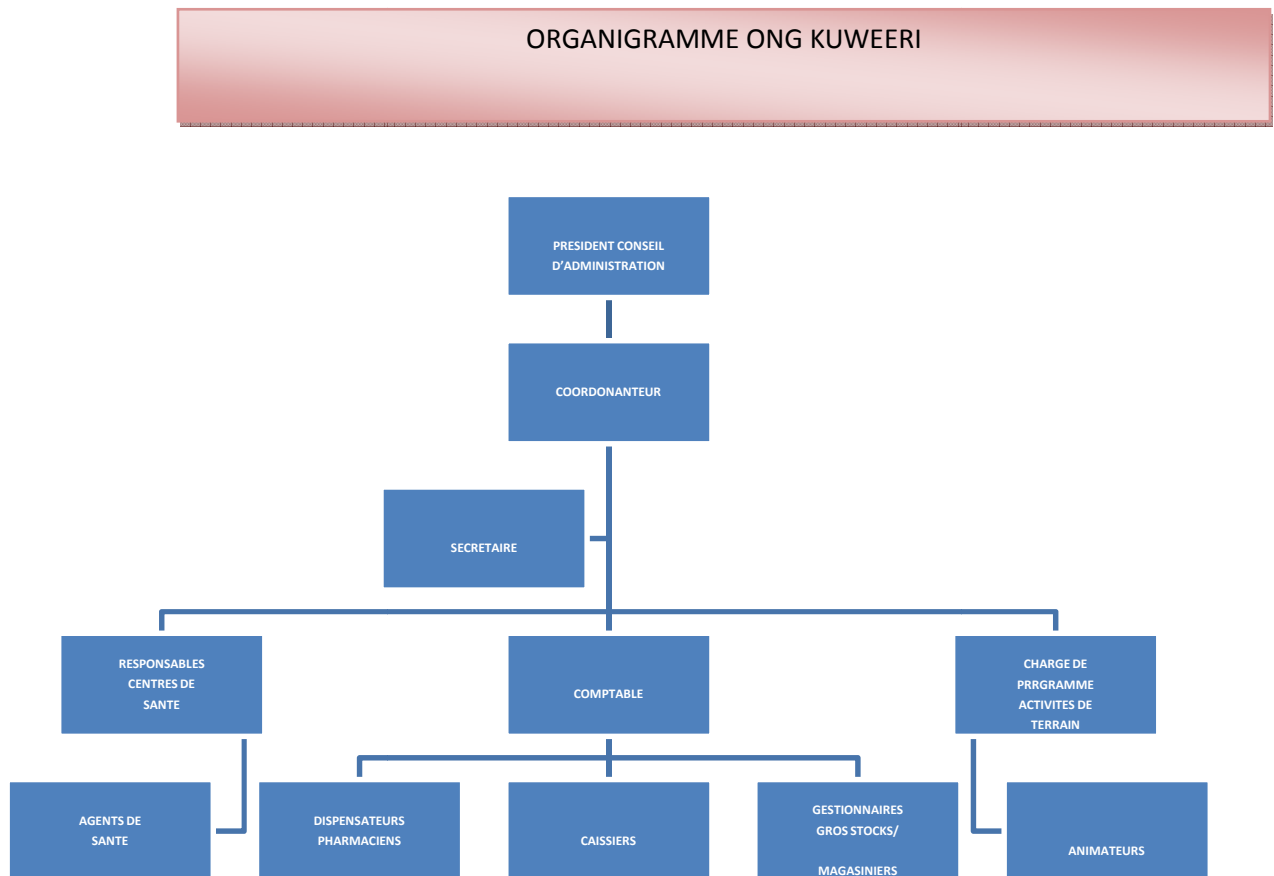 ORGANIGRAMME ONG KUWEERI
PRESIDENT CONSEIL
D’ADMINISTRATION
COORDONANTEUR
SECRETAIRE
RESPONSABLES
CENTRES DE
SANTE
COMPTABLE
CHARGE DE
PRRGRAMME
ACTIVITES DE
TERRAIN
AGENTS DE
SANTE
DISPENSATEURS
PHARMACIENS
CAISSIERS
GESTIONNAIRES
GROS STOCKS/
MAGASINIERS
ANIMATEURS